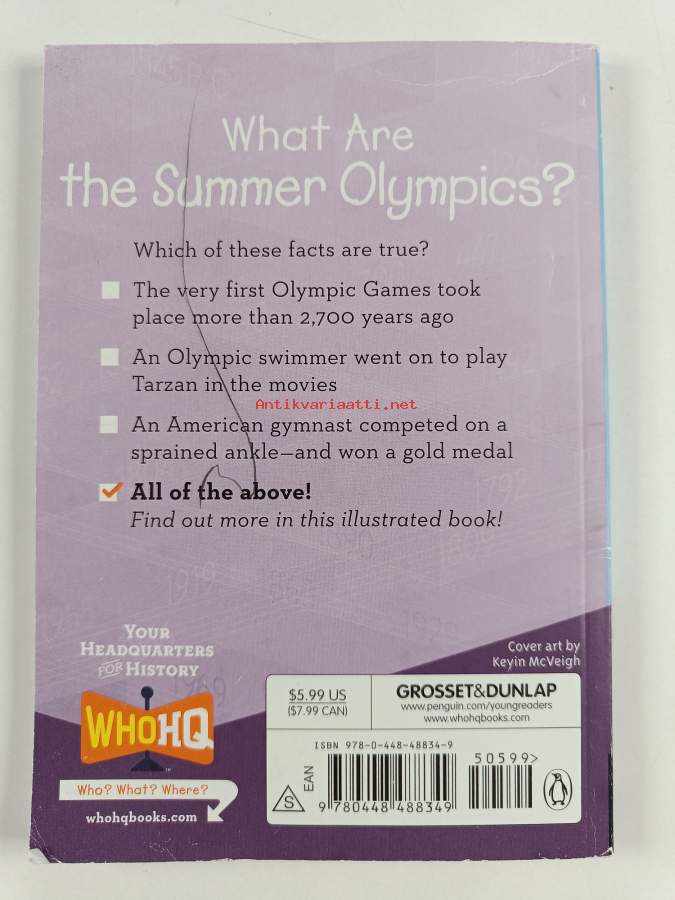 What Are
the Summer Olympics?
Which of these facts are true?
The very first Olympic Games took
place more than 2,700 years ago
An Olympic swimmer went on to play
Tarzan in the movies
Antikvariaatti.net
An American gymnast competed on a
sprained ankle—and won a gold medal
All of the above!
Find out more in this illustrated book!
1792
1919
1969
YOUR
HEADQUARTERS
FOR HISTORY
WHOHQ
TM
Who? What? Where?
whohqbooks.com
Cover art by
Kevin McVeigh
$5.99 US
($7.99 CAN)
GROSSET&DUNLAP
www.penguin.com/youngreaders
www.whohqbooks.com
ISBN 978-0-448-48834-9
50599>
S
EAN
9 780448 488349